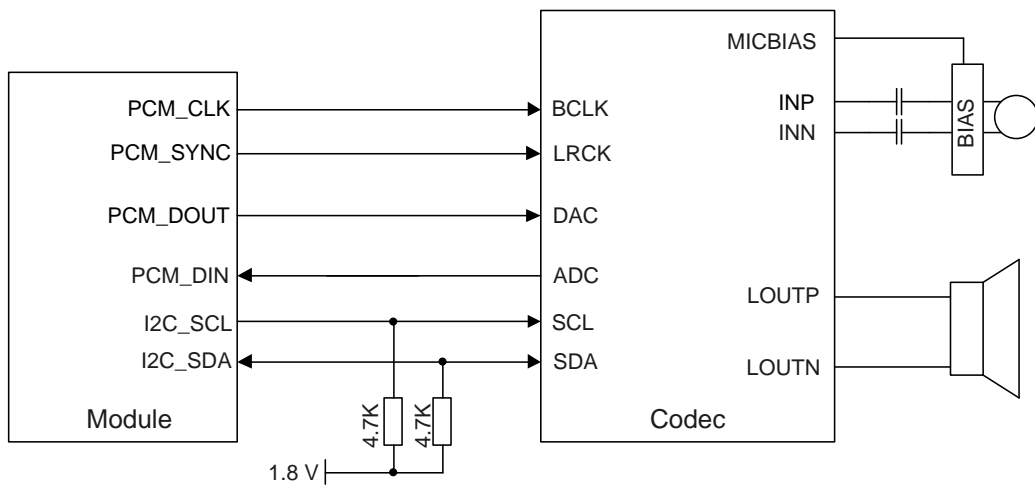 MICBIAS
PCM_CLK
BCLK
INP
INN
BIAS
PCM_SYNC
LRCK
PCM_DOUT
DAC
PCM_DIN
ADC
LOUTP
I2C_SCL
SCL
I2C_SDA
SDA
LOUTN
4.7K
4.7K
Module
Codec
1.8 V